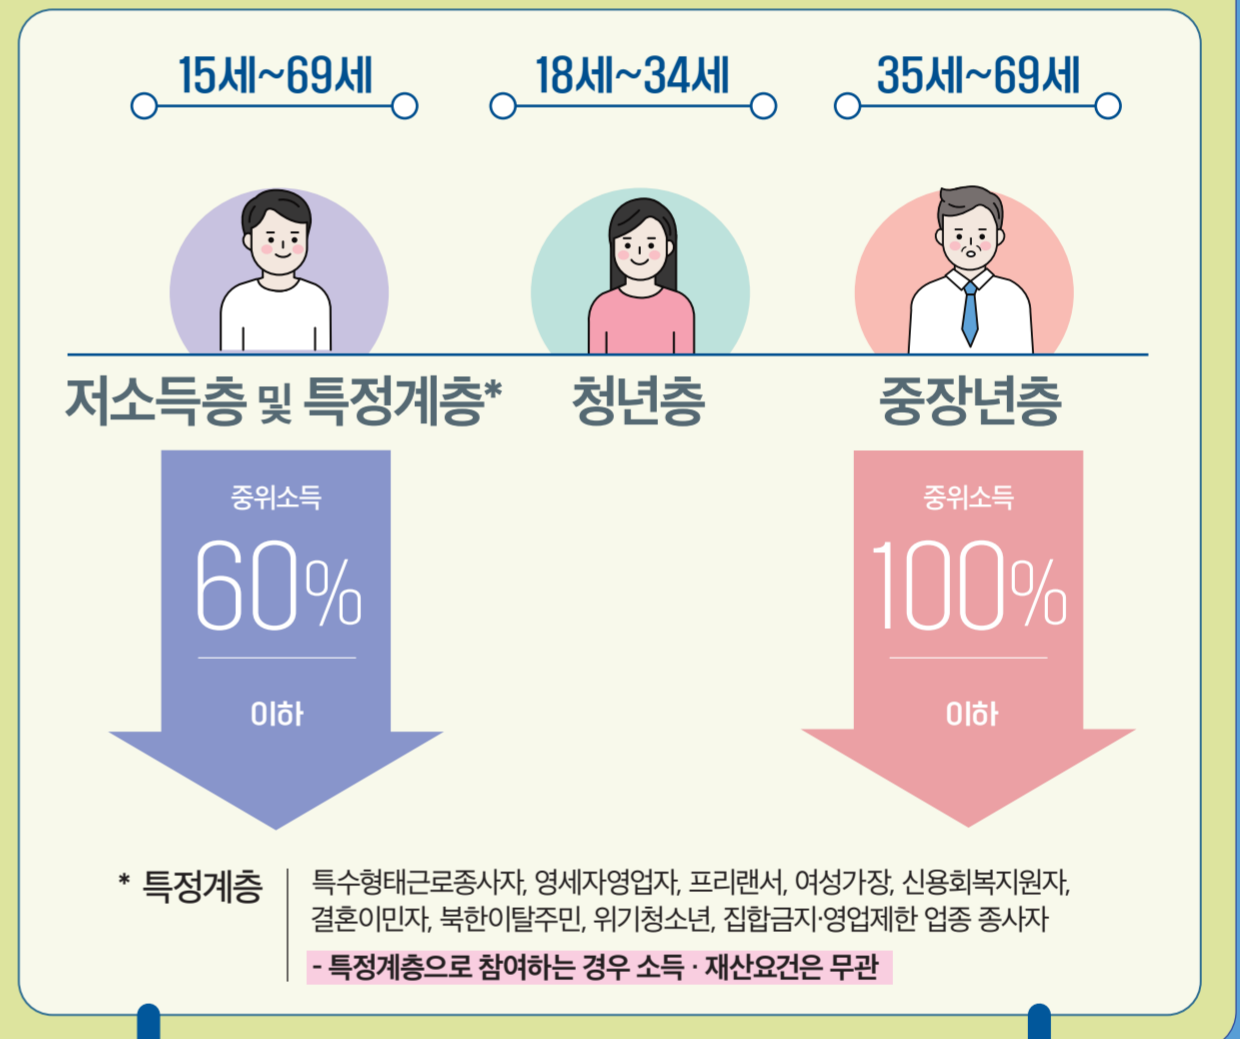 15세~69세
18세~34세
35세~69세
저소득층 및 특정계층*
청년층
중장년층
중위소득
60%
이하
중위소득
100%
이하
* 특정계층
특수형태근로종사자, 영세자영업자, 프리랜서, 여성가장, 신용회복지원자,
결혼이민자, 북한이탈주민, 위기청소년, 집합금지·영업제한 업종 종사자
- 특정계층으로 참여하는 경우 소득 · 재산요건은 무관